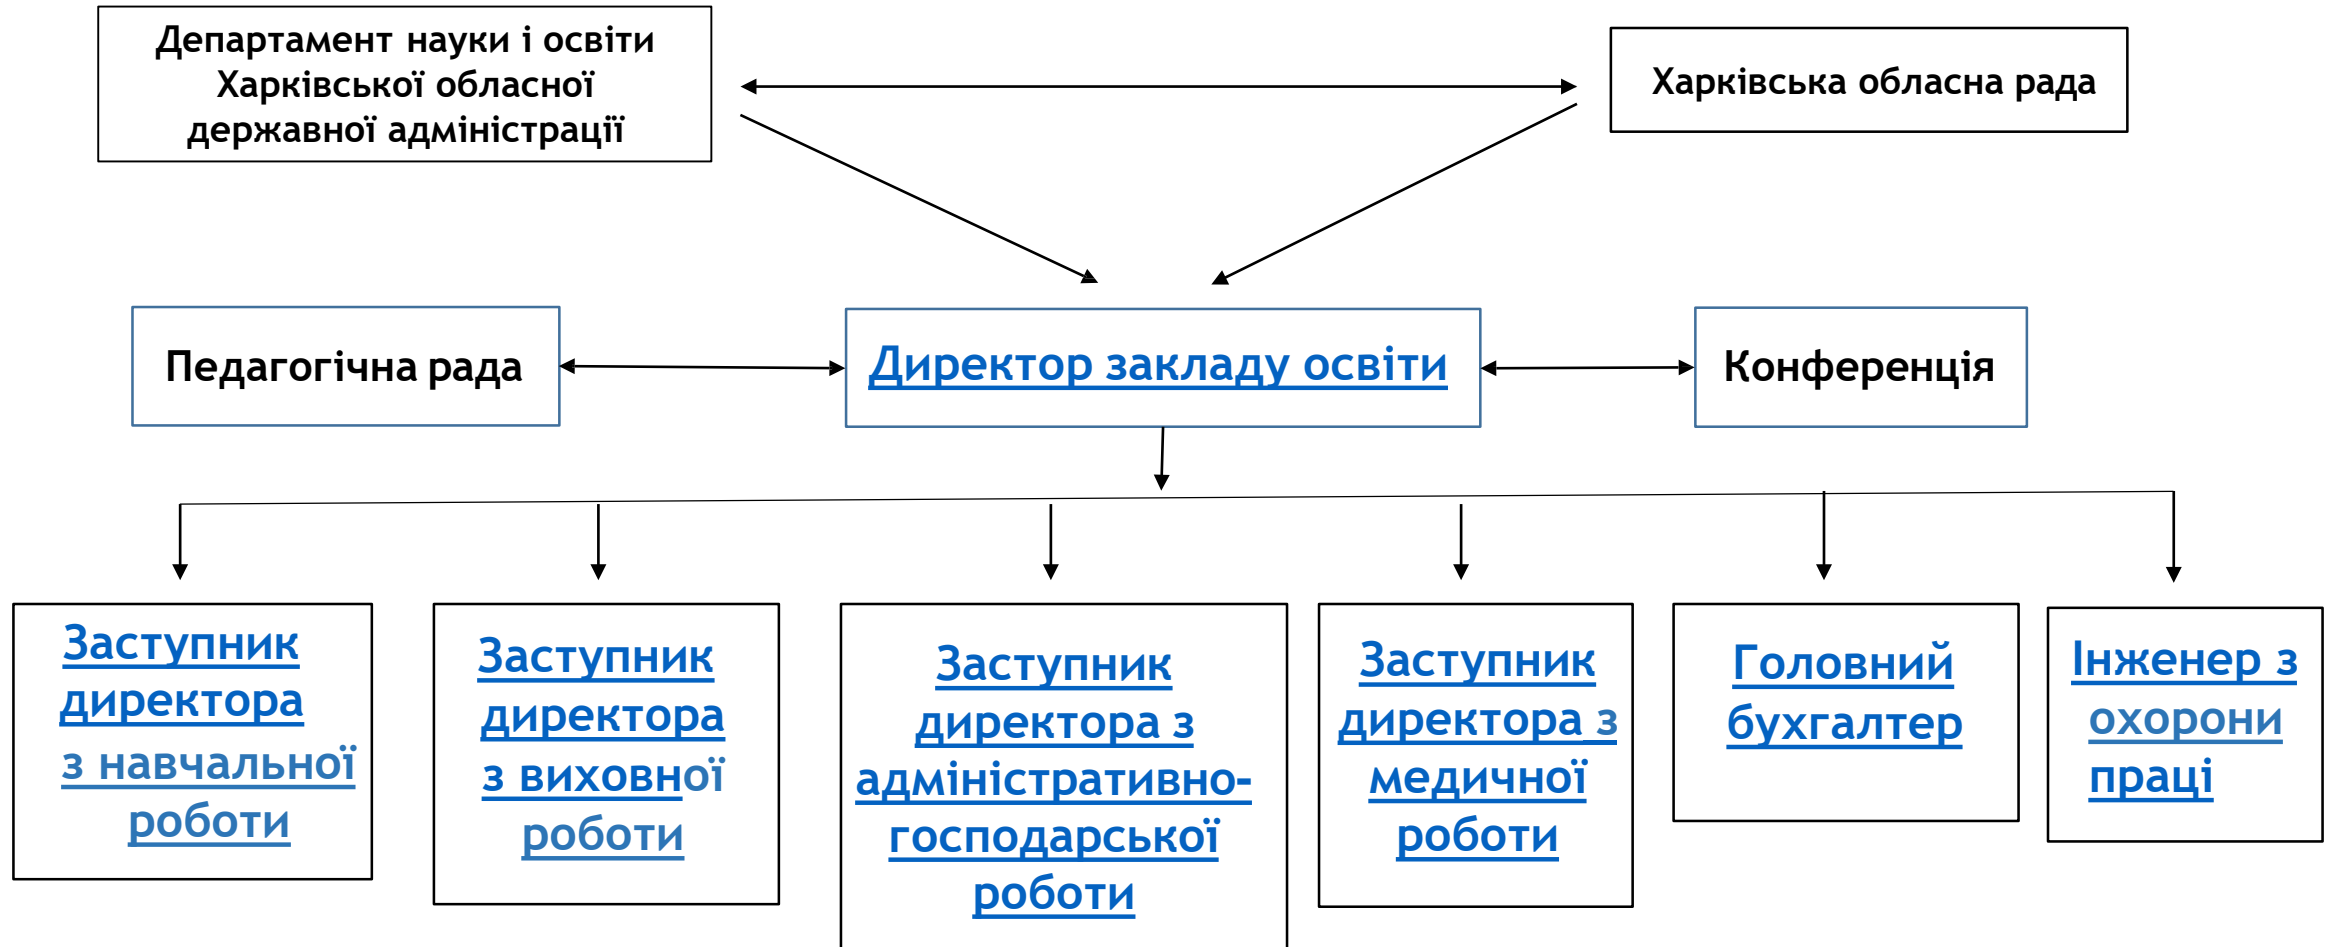 Департамент науки і освіти
Харківської обласної
державної адміністрації
Харківська обласна рада
Педагогічна рада
Директор закладу освіти
Конференція
Заступник
директора
з навчальної
роботи
Заступник
директора
з виховної
роботи
Заступник
директора з
адміністративно-
господарської
роботи
Заступник
директора з
медичної
роботи
Головний
бухгалтер
Інженер з
охорони
праці